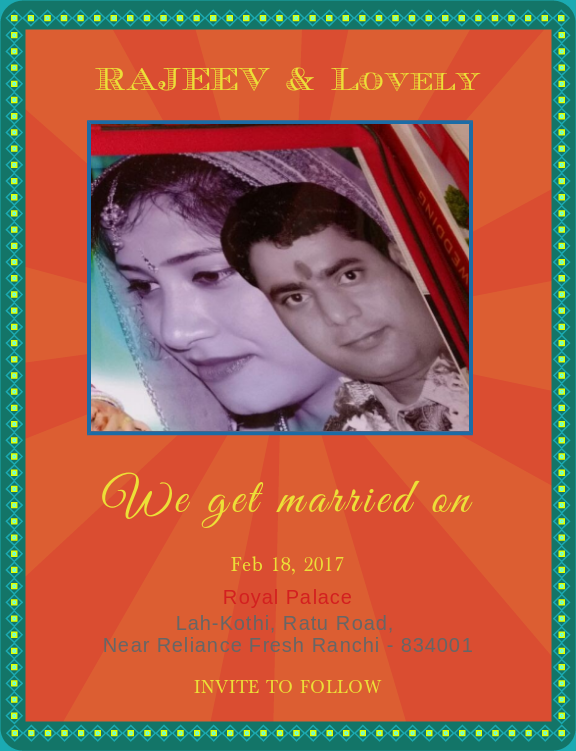 RAJEEV & LOVELY
WEDDING
We get married on
Feb 18, 2017
Royal Palace
Lah-Kothi, Ratu Road,
Near Reliance Fresh Ranchi - 834001
INVITE TO FOLLOW